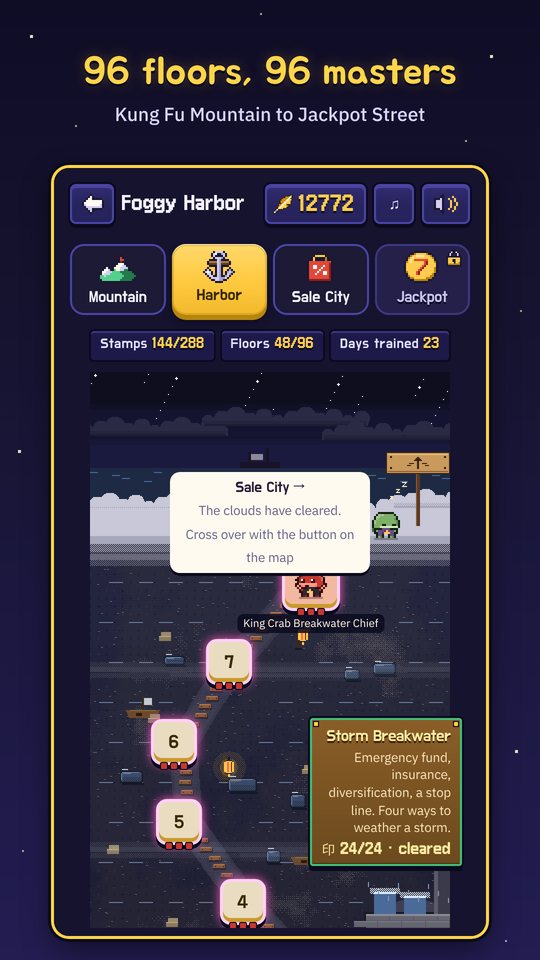 96 floors, 96 masters
Kung Fu Mountain to Jackpot Street
Foggy Harbor
12772
Mountain
Harbor
Sale City
7
Jackpot
Stamps 144/288
Floors 48/96
Days trained 23
z z
Sale City →
The clouds have cleared.
Cross over with the button on
the map
King Crab Breakwater Chief
7
6
5
4
Storm Breakwater
Emergency fund,
insurance,
diversification, a stop
line. Four ways to
weather a storm.
印 24/24 · cleared